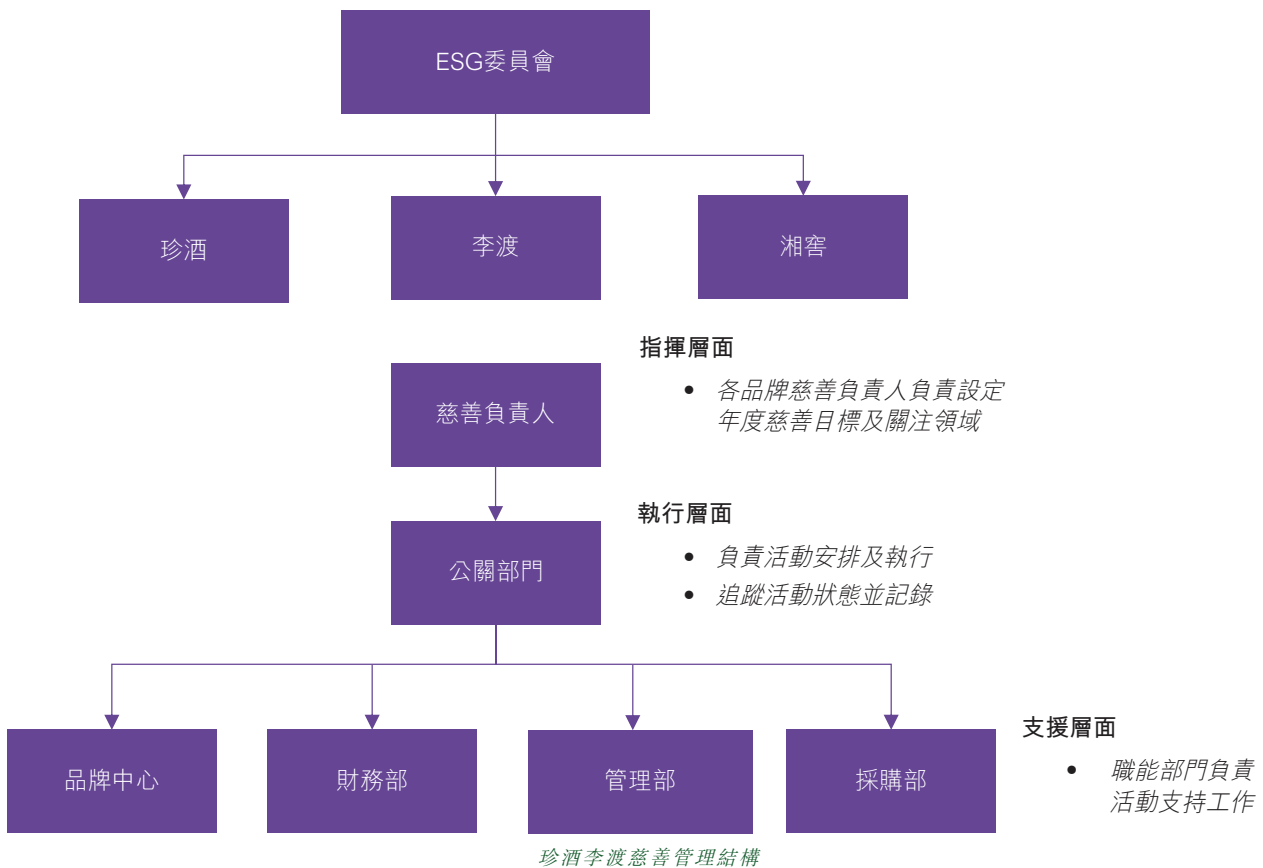 ESG委員會
珍酒
李渡
湘窖
指揮層面
慈善負責人
• 各品牌慈善負責人負責設定
年度慈善目標及關注領域
執行層面
公關部門
• 負責活動安排及執行
• 追蹤活動狀態並記錄
品牌中心
財務部
管理部
採購部
支援層面
• 職能部門負責
活動支持工作
珍酒李渡慈善管理結構